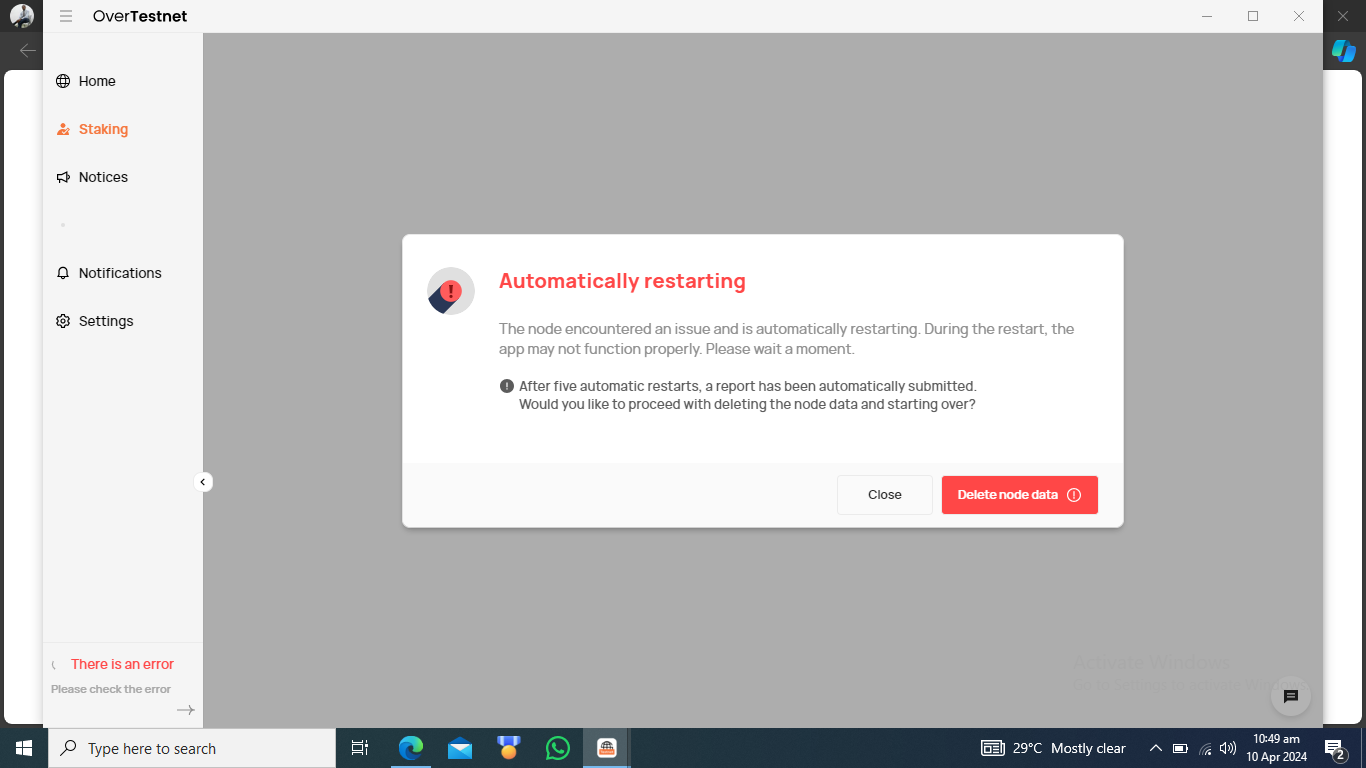 OverTestnet
Home
Staking
Notices
Notifications
Settings
Automatically restarting
The node encountered an issue and is automatically restarting. During the restart, the
app may not function properly. Please wait a moment.
After five automatic restarts, a report has been automatically submitted.
Would you like to proceed with deleting the node data and starting over?
Close
Delete node data
There is an error
Please check the error
Activate Windows
Go to Settings to activate Windows.
Type here to search
29°C Mostly clear
10:49 am
10 Apr 2024
2